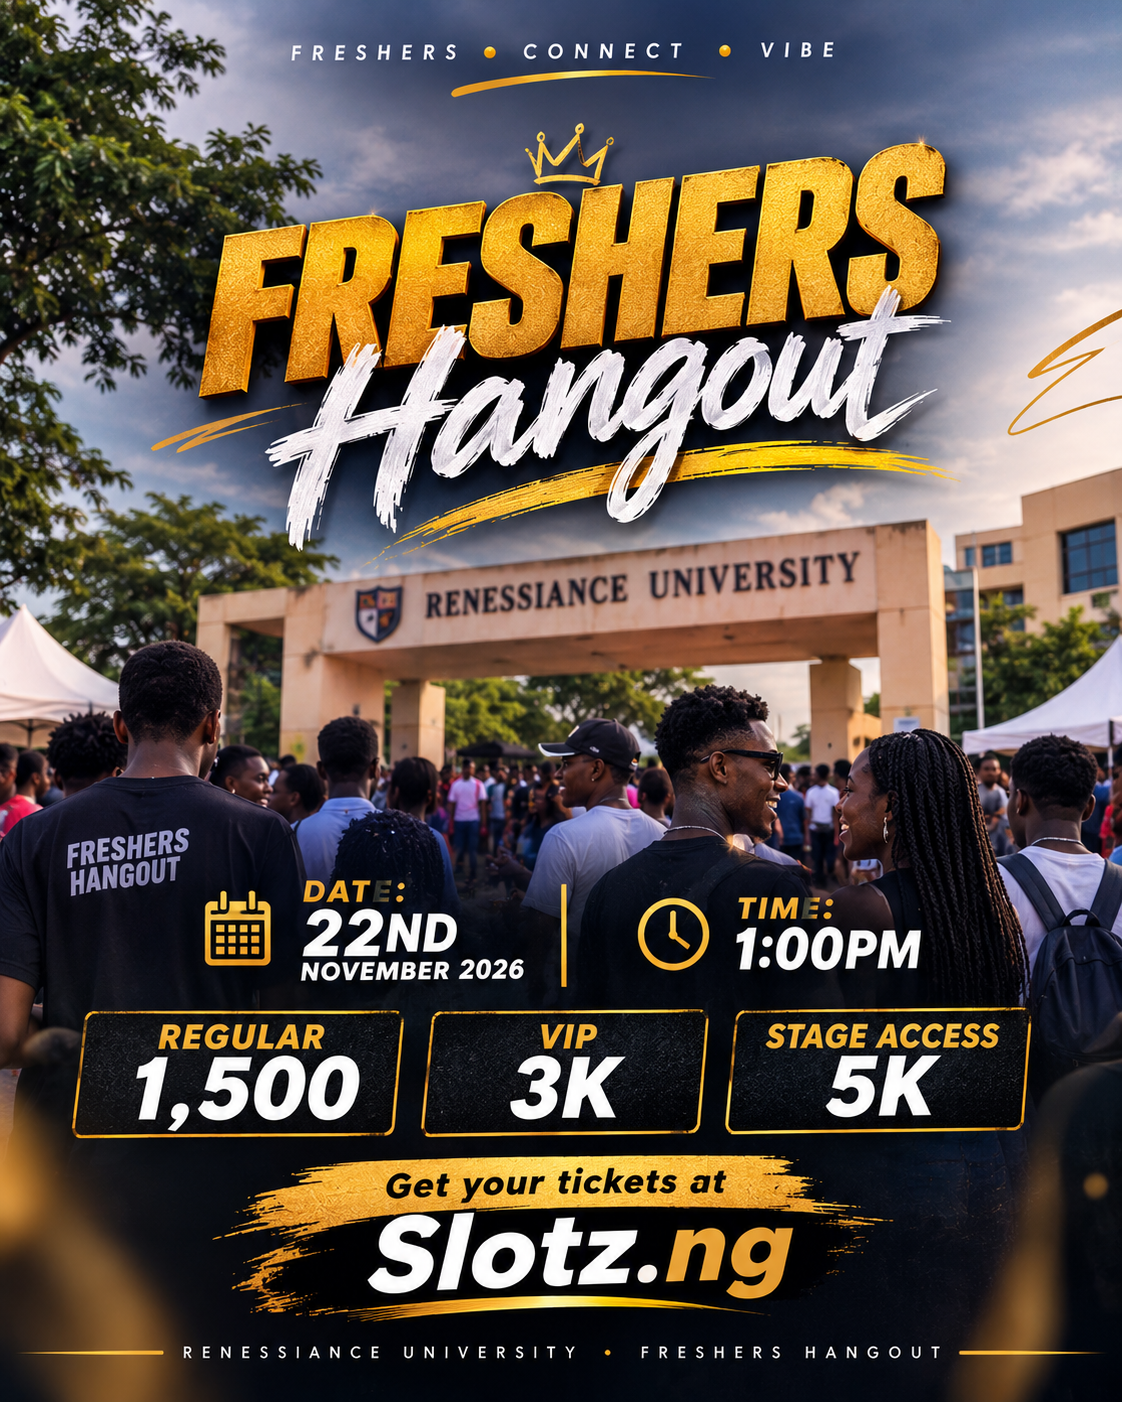 FRESHERS • CONNECT • VIBE
FRESHERS
Hangout
RENESSIANCE UNIVERSITY
FRESHERS
HANGOUT
DATE:
22ND
NOVEMBER 2026
TIME:
1:00PM
REGULAR
1,500
VIP
3K
STAGE ACCESS
5K
Get your tickets at
Slotz.ng
RENESSIANCE UNIVERSITY • FRESHERS HANGOUT